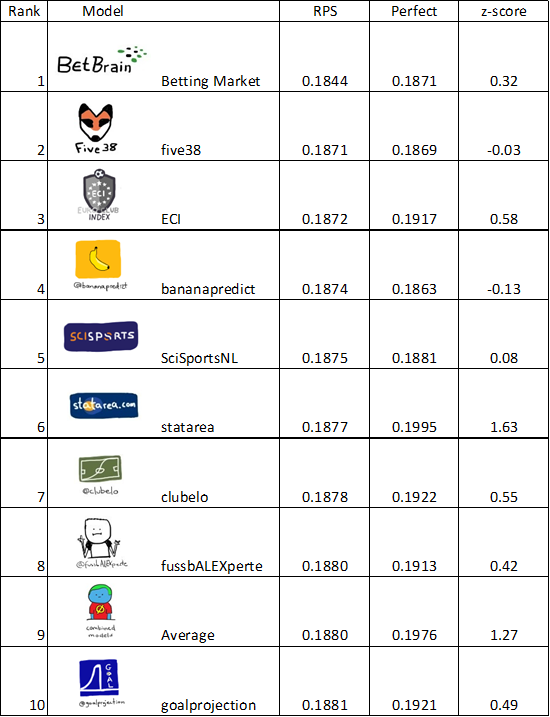 Rank Model RPS Perfect z-score
BetBrain
1 Betting Market 0.1844 0.1871 0.32
Five38
2 five38 0.1871 0.1869 -0.03
ECI
EURO CLUB
INDEX
3 ECI 0.1872 0.1917 0.58
@bananapredict
4 bananapredict 0.1874 0.1863 -0.13
SCISPORTS
5 SciSportsNL 0.1875 0.1881 0.08
statarea.com
6 statarea 0.1877 0.1995 1.63
@clubelo
7 clubelo 0.1878 0.1922 0.55
@fussbALEXperte
8 fussbALEXperte 0.1880 0.1913 0.42
combined
models
9 Average 0.1880 0.1976 1.27
GOAL
@goalprojection
10 goalprojection 0.1881 0.1921 0.49